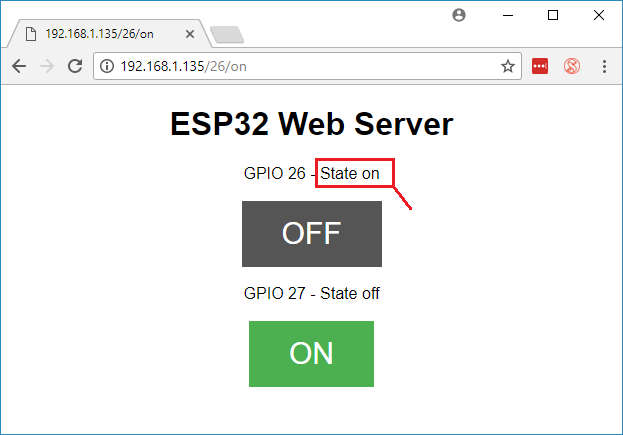 192.168.1.135/26/on
192.168.1.135/26/on
ESP32 Web Server
GPIO 26 - State on
OFF
GPIO 27 - State off
ON